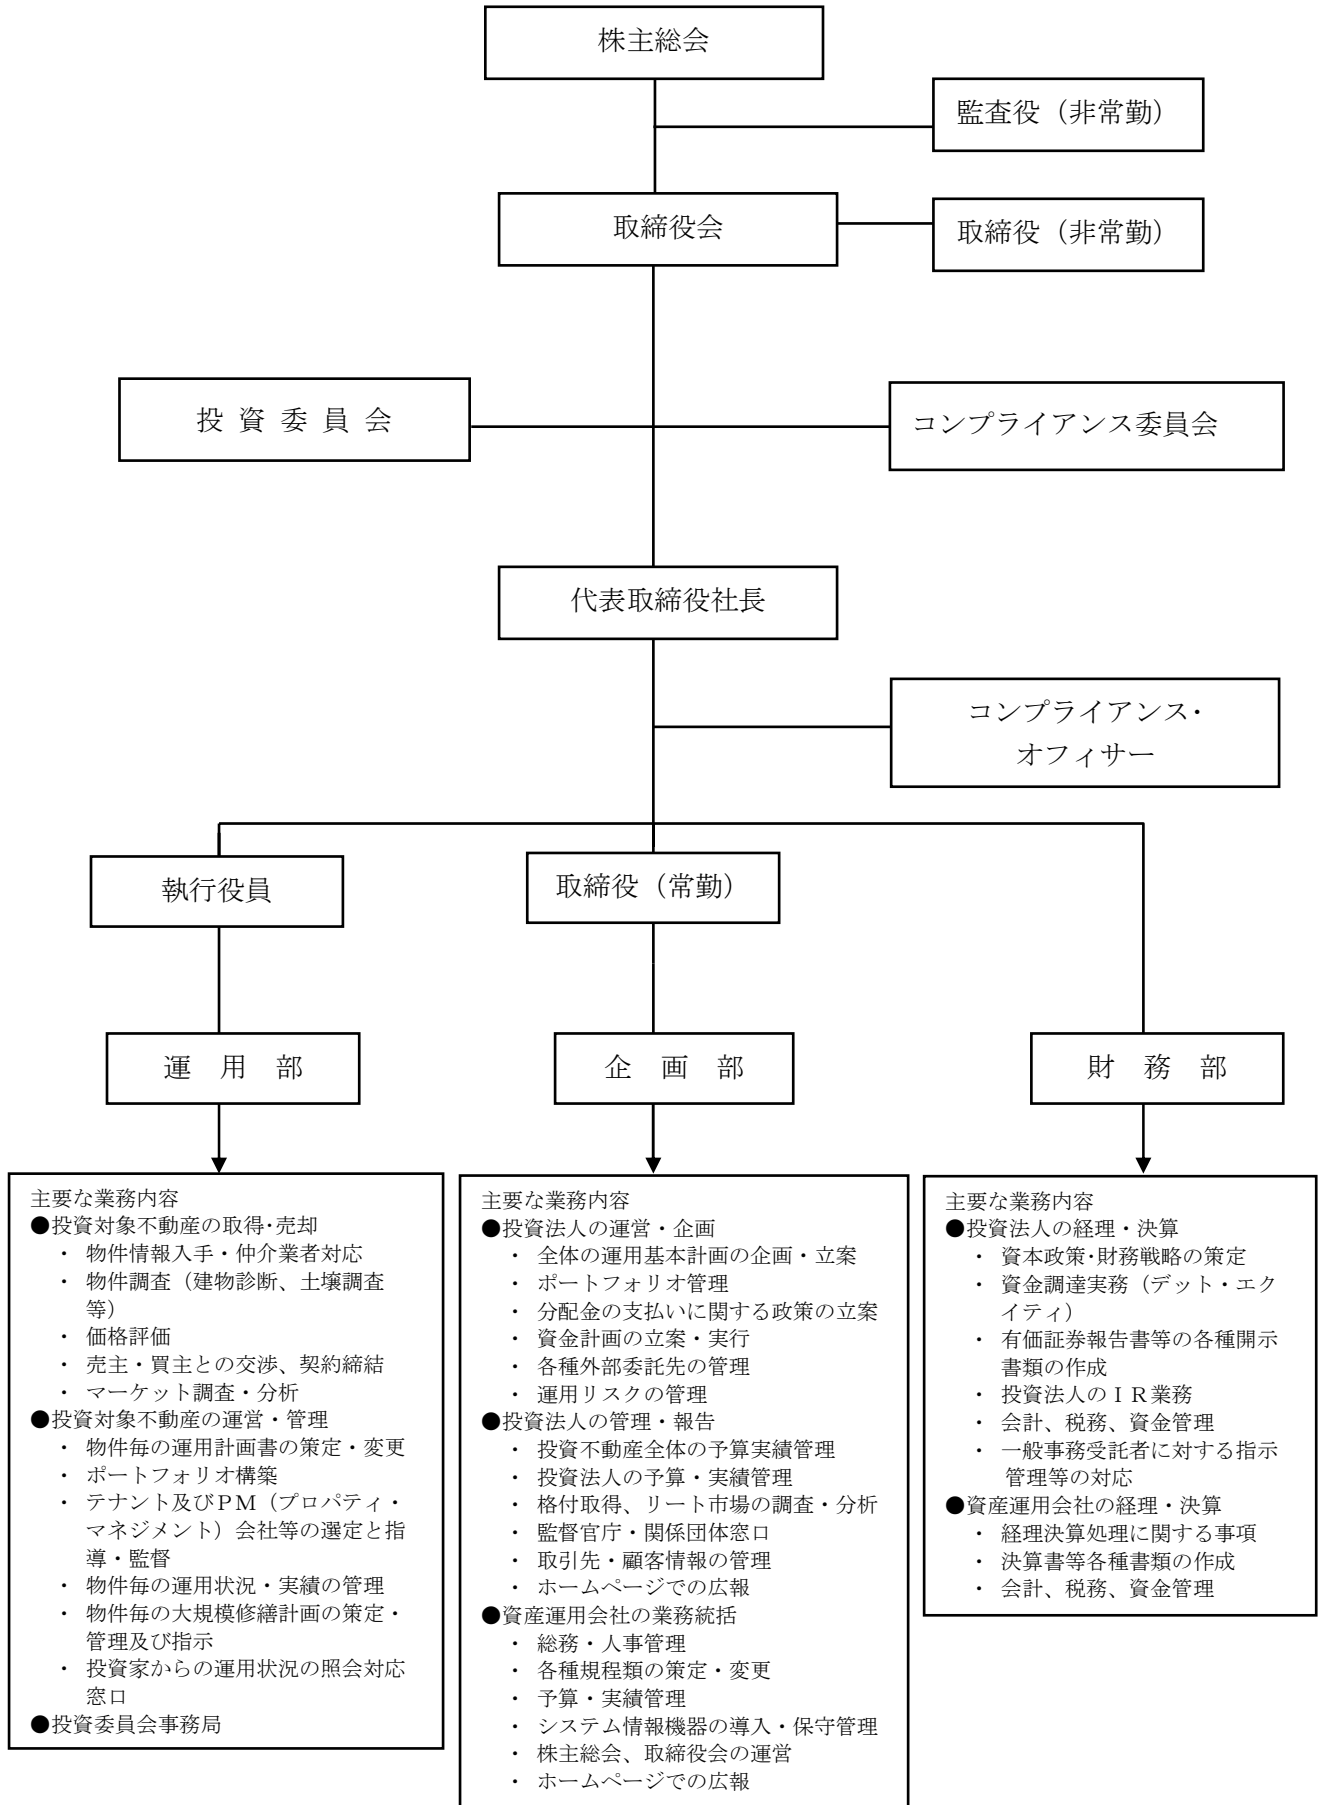 株主総会
監査役（非常勤）
取締役会
取締役（非常勤）
投 資 委 員 会
コンプライアンス委員会
代表取締役社長
コンプライアンス・
オフィサー
執行役員
取締役（常勤）
運　用　部
企　画　部
財　務　部
主要な業務内容
●投資対象不動産の取得･売却
・ 物件情報入手・仲介業者対応
・ 物件調査（建物診断、土壌調査
等）
・ 価格評価
・ 売主・買主との交渉、契約締結
・ マーケット調査・分析
●投資対象不動産の運営・管理
・ 物件毎の運用計画書の策定・変更
・ ポートフォリオ構築
・ テナント及びＰＭ（プロパティ・
マネジメント）会社等の選定と指
導・監督
・ 物件毎の運用状況・実績の管理
・ 物件毎の大規模修繕計画の策定・
管理及び指示
・ 投資家からの運用状況の照会対応
窓口
●投資委員会事務局
主要な業務内容
●投資法人の運営・企画
・ 全体の運用基本計画の企画・立案
・ ポートフォリオ管理
・ 分配金の支払いに関する政策の立案
・ 資金計画の立案・実行
・ 各種外部委託先の管理
・ 運用リスクの管理
●投資法人の管理・報告
・ 投資不動産全体の予算実績管理
・ 投資法人の予算・実績管理
・ 格付取得、リート市場の調査・分析
・ 監督官庁・関係団体窓口
・ 取引先・顧客情報の管理
・ ホームページでの広報
●資産運用会社の業務統括
・ 総務・人事管理
・ 各種規程類の策定・変更
・ 予算・実績管理
・ システム情報機器の導入・保守管理
・ 株主総会、取締役会の運営
・ ホームページでの広報
主要な業務内容
●投資法人の経理・決算
・ 資本政策･財務戦略の策定
・ 資金調達実務（デット・エク
イティ）
・ 有価証券報告書等の各種開示
書類の作成
・ 投資法人のＩＲ業務
・ 会計、税務、資金管理
・ 一般事務受託者に対する指示
管理等の対応
●資産運用会社の経理・決算
・ 経理決算処理に関する事項
・ 決算書等各種書類の作成
・ 会計、税務、資金管理